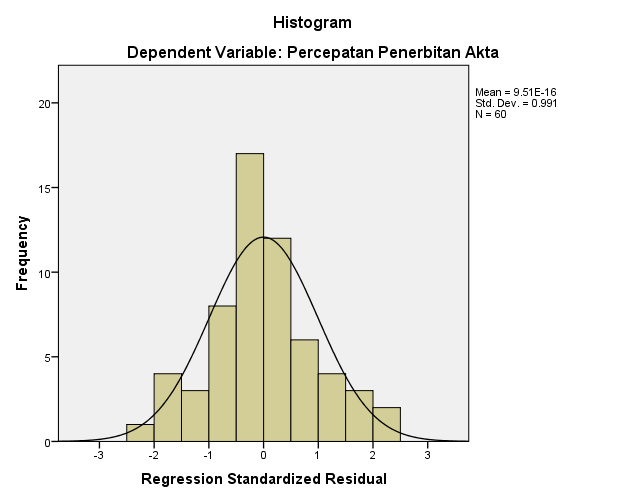 Histogram
Dependent Variable: Percepatan Penerbitan Akta
Mean = 9.51E-16
Std. Dev. = 0.991
N = 60
Frequency
20
15
10
5
0
-3 -2 -1 0 1 2 3
Regression Standardized Residual